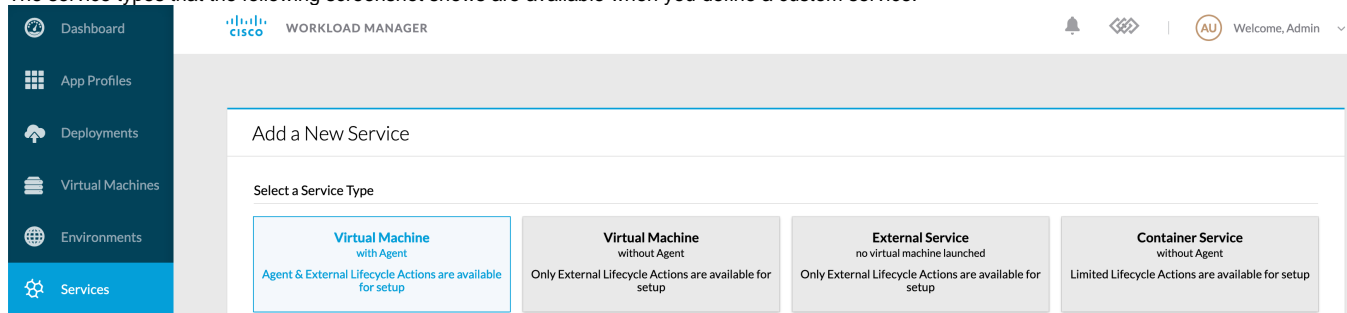 The service types that the following screenshot shows are available when you define a custom service.
Dashboard
CISCO
WORKLOAD MANAGER
AU
Welcome, Admin
App Profiles
Deployments
Add a New Service
Virtual Machines
Select a Service Type
Environments
Virtual Machine
with Agent
Agent & External Lifecycle Actions are available
for setup
Virtual Machine
without Agent
Only External Lifecycle Actions are available for
setup
External Service
no virtual machine launched
Only External Lifecycle Actions are available for
setup
Container Service
without Agent
Limited Lifecycle Actions are available for setup
Services